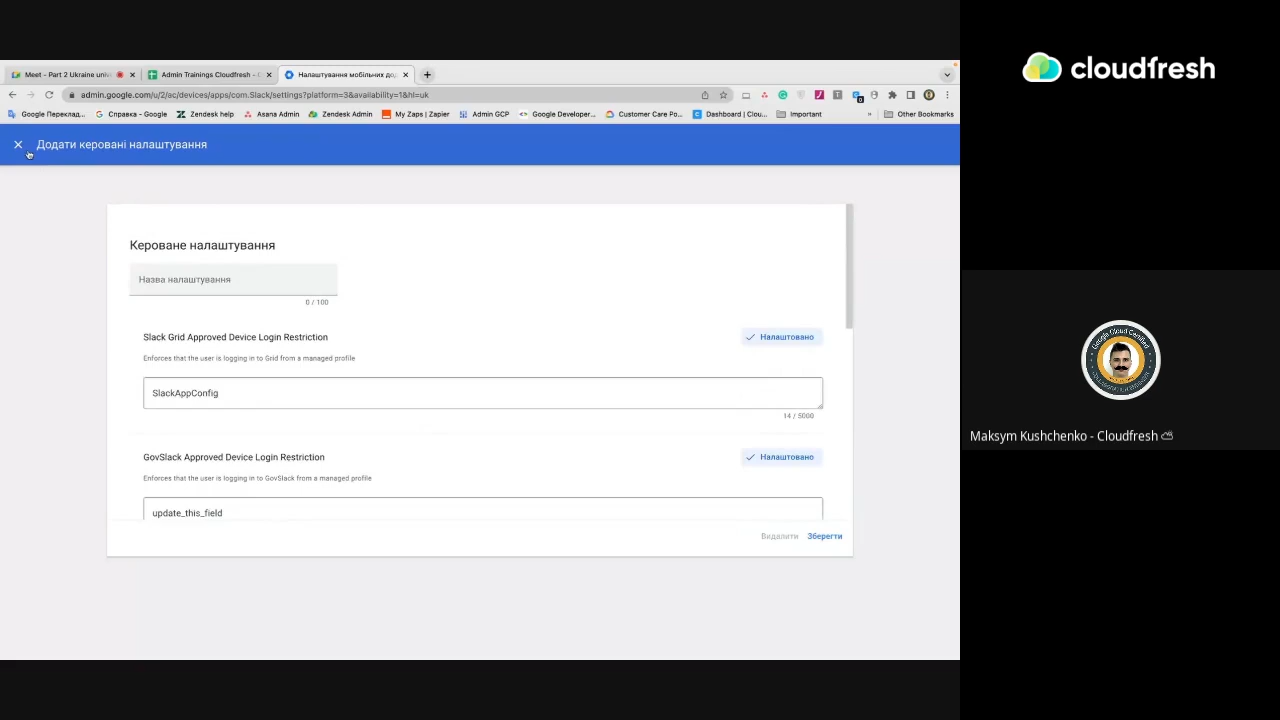 cloudfresh
Meet - Part 2 Ukraine univ
Admin Trainings Cloudfresh - C
Налаштування мобільних дод
admin.google.com/u/2/ac/devices/apps/com.Slack/settings?platform=3&availability=1&hl=uk
Google Переклад...
Справка - Google
Zendesk help
Asana Admin
Zendesk Admin
My Zaps | Zapier
Admin GCP
Google Developer...
Customer Care Po...
Dashboard | Clou...
Important
»
Other Bookmarks
Додати керовані налаштування
Кероване налаштування
Назва налаштування
0 / 100
Slack Grid Approved Device Login Restriction
Налаштовано
Enforces that the user is logging in to Grid from a managed profile
SlackAppConfig
14 / 5000
GovSlack Approved Device Login Restriction
Налаштовано
Enforces that the user is logging in to GovSlack from a managed profile
update_this_field
Видалити Зберегти
Maksym Kushchenko - Cloudfresh